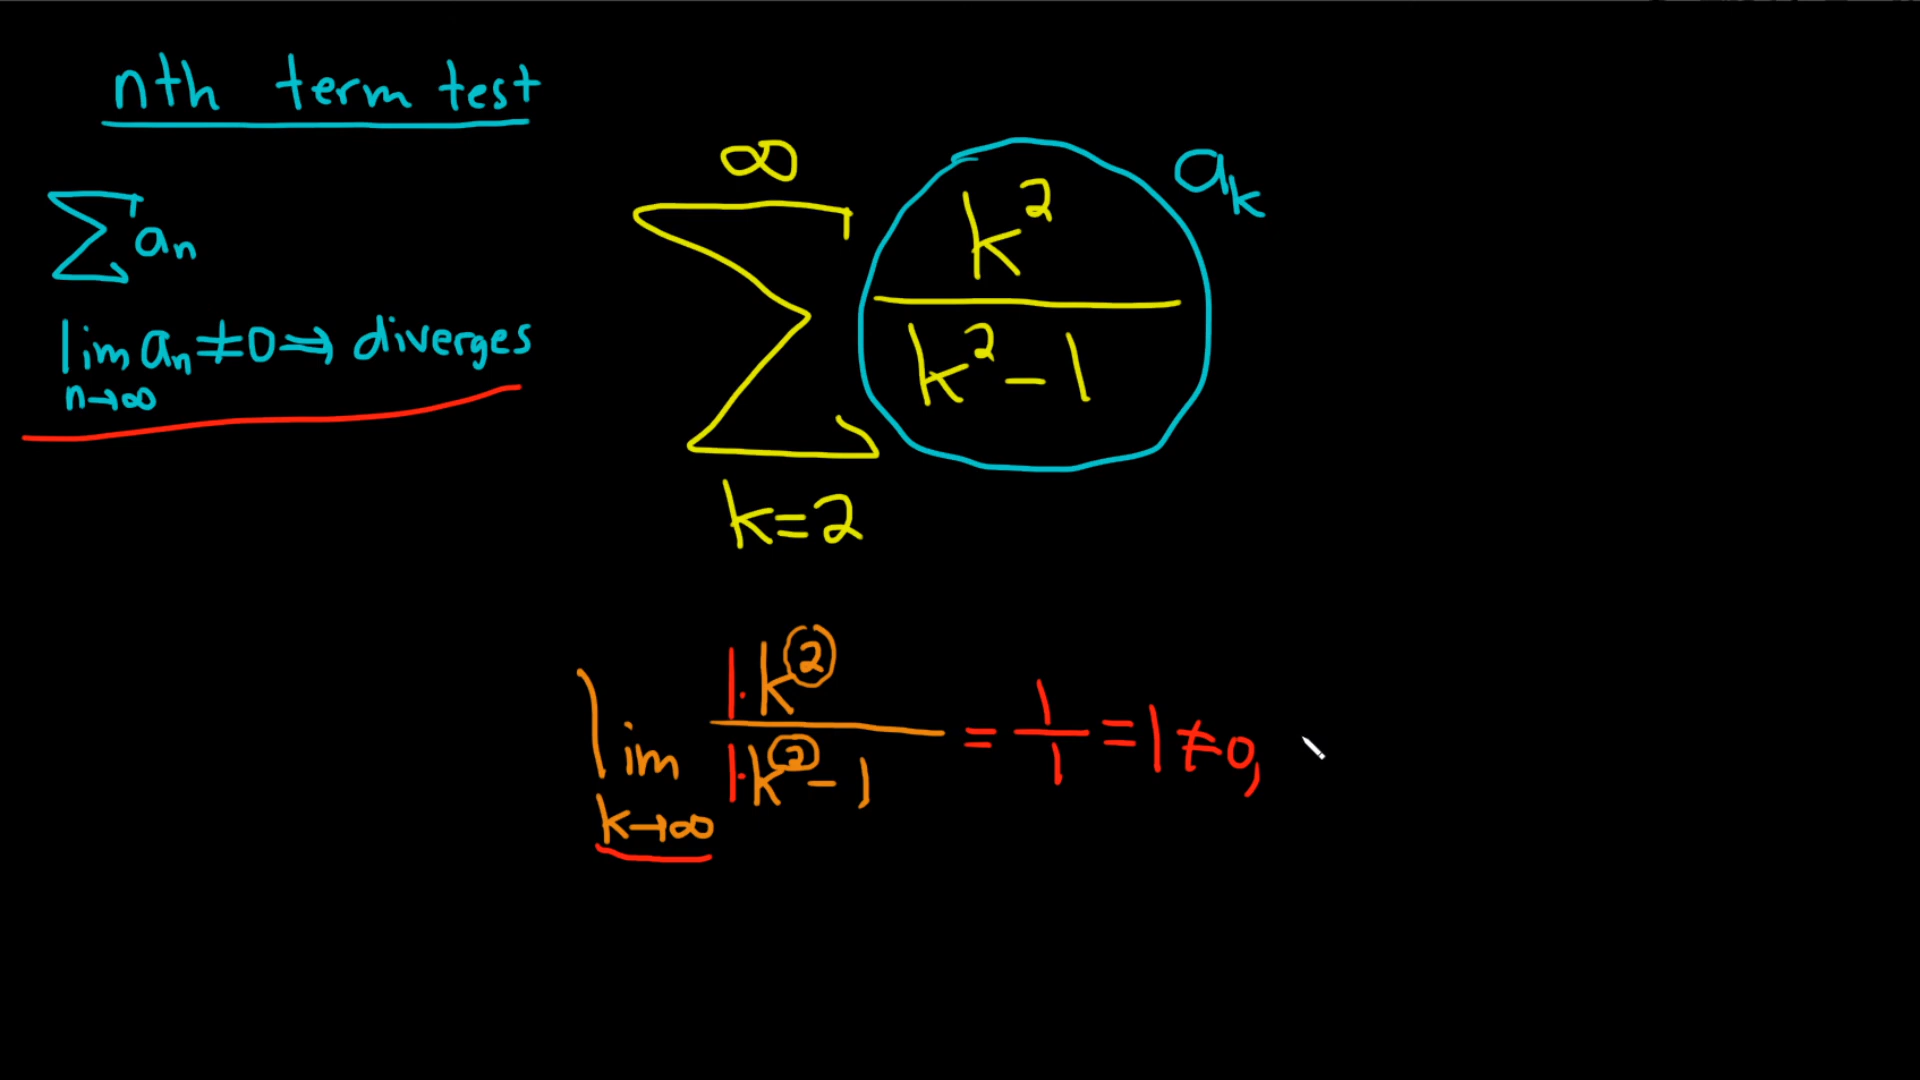 nth term test
∑ aₙ
lim aₙ ≠ 0 ⇒ diverges
n→∞
∞
∑ k² / (k² - 1)
aₖ
k=2
lim 1·k² / (1·k² - 1) = 1/1 = 1 ≠ 0,
k→∞